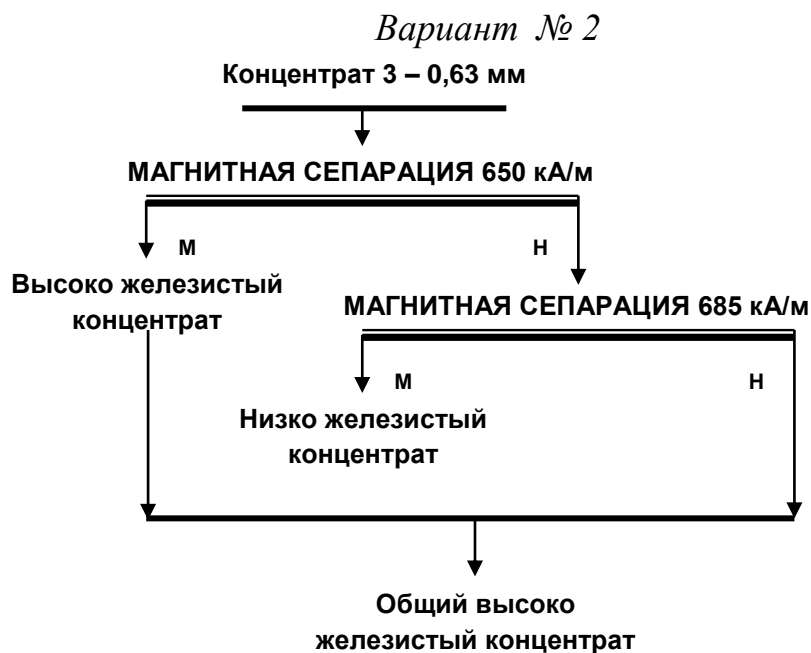 Вариант № 2
Концентрат 3 – 0,63 мм
МАГНИТНАЯ СЕПАРАЦИЯ 650 кА/м
М
Н
Высоко железистый
концентрат
МАГНИТНАЯ СЕПАРАЦИЯ 685 кА/м
М
Н
Низко железистый
концентрат
Общий высоко
железистый концентрат